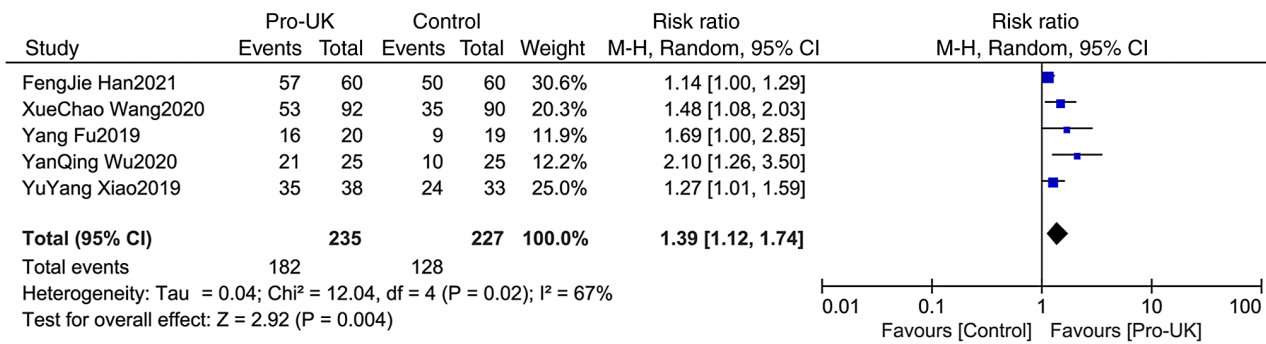 Pro-UK Control Risk ratio Risk ratio
Study Events Total Events Total Weight M-H, Random, 95% CI M-H, Random, 95% CI
FengJie Han2021 57 60 50 60 30.6% 1.14 [1.00, 1.29]
XueChao Wang2020 53 92 35 90 20.3% 1.48 [1.08, 2.03]
Yang Fu2019 16 20 9 19 11.9% 1.69 [1.00, 2.85]
YanQing Wu2020 21 25 10 25 12.2% 2.10 [1.26, 3.50]
YuYang Xiao2019 35 38 24 33 25.0% 1.27 [1.01, 1.59]
Total (95% CI) 235 227 100.0% 1.39 [1.12, 1.74]
Total events 182 128
Heterogeneity: Tau = 0.04; Chi² = 12.04, df = 4 (P = 0.02); I² = 67%
Test for overall effect: Z = 2.92 (P = 0.004)
0.01 0.1 1 10 100
Favours [Control] Favours [Pro-UK]